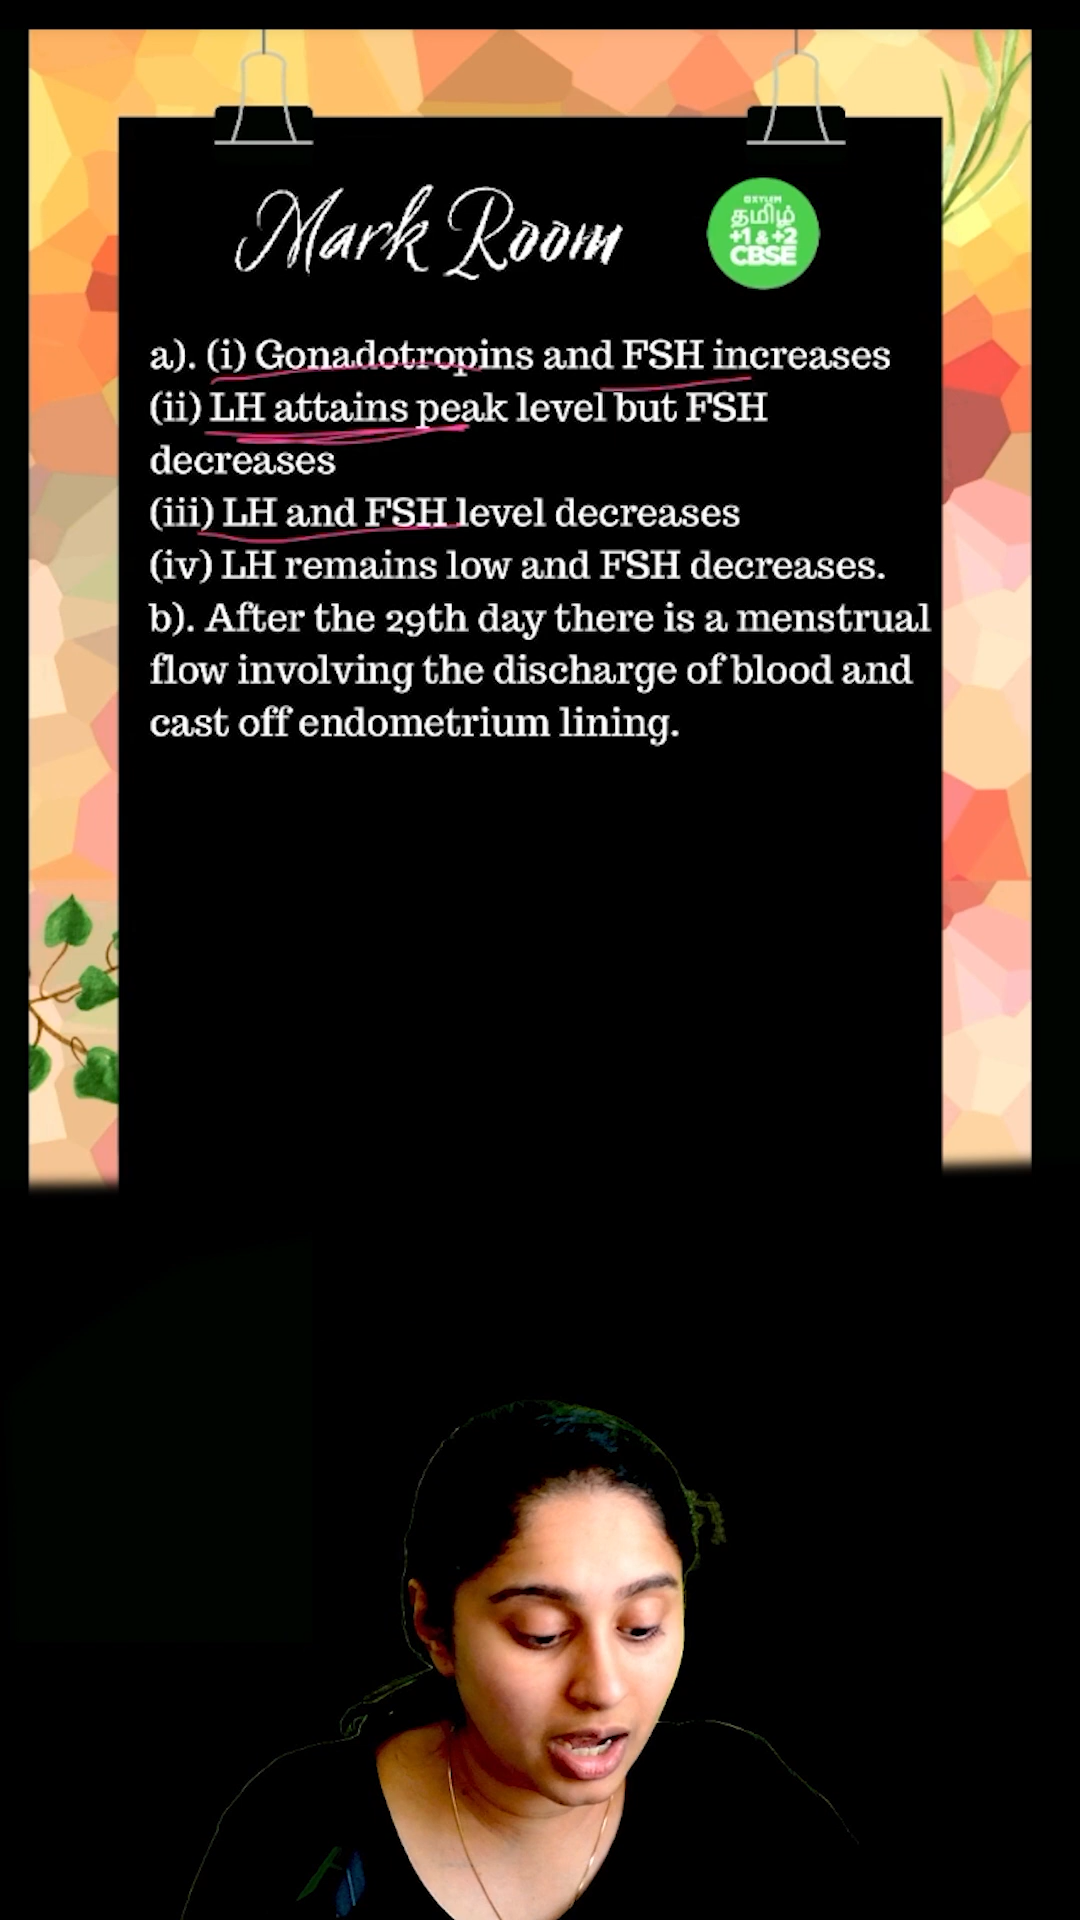 Mark Room
OXYLEM
தமிழ்
+1 & +2
CBSE
a). (i) Gonadotropins and FSH increases
(ii) LH attains peak level but FSH
decreases
(iii) LH and FSH level decreases
(iv) LH remains low and FSH decreases.
b). After the 29th day there is a menstrual
flow involving the discharge of blood and
cast off endometrium lining.